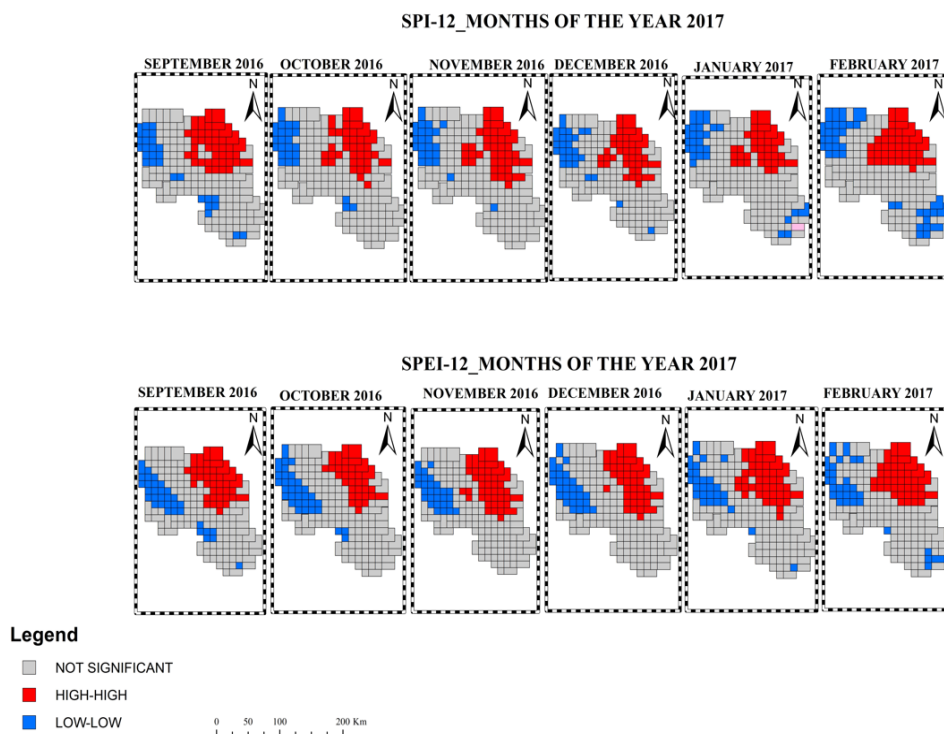 SPI-12_MONTHS OF THE YEAR 2017
SEPTEMBER 2016 OCTOBER 2016 NOVEMBER 2016 DECEMBER 2016 JANUARY 2017 FEBRUARY 2017
N N N N N N
SPEI-12_MONTHS OF THE YEAR 2017
SEPTEMBER 2016 OCTOBER 2016 NOVEMBER 2016 DECEMBER 2016 JANUARY 2017 FEBRUARY 2017
N N N N N N
Legend
NOT SIGNIFICANT
HIGH-HIGH
LOW-LOW
0 50 100 200 Km